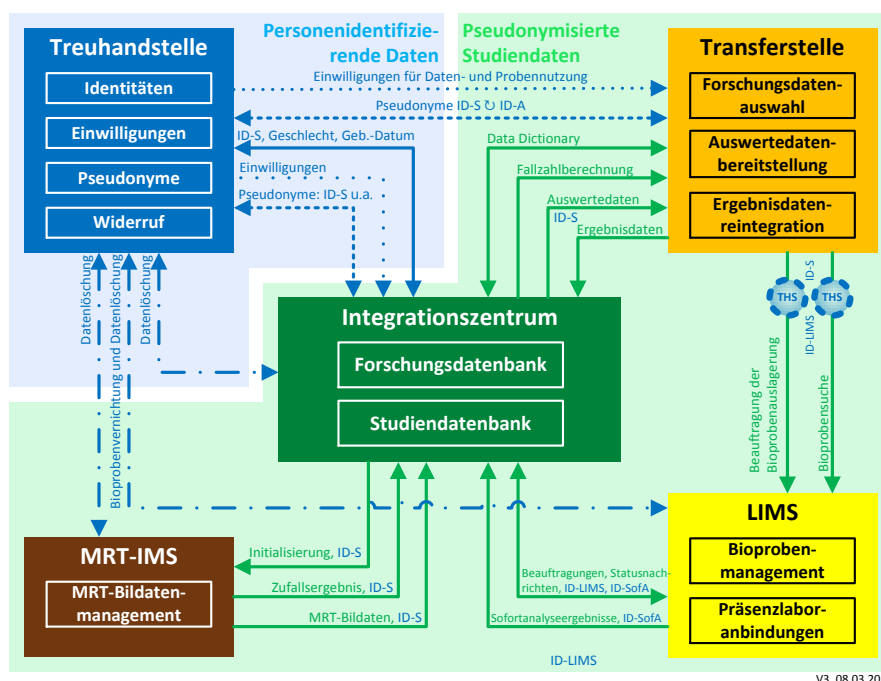 Treuhandstelle
Identitäten
Einwilligungen
Pseudonyme
Widerruf
Personenidentifizie-
rende Daten
Pseudonymisierte
Studiendaten
Transferstelle
Forschungsdaten-
auswahl
Auswertedaten-
bereitstellung
Ergebnisdaten-
reintegration
Einwilligungen für Daten- und Probennutzung
Pseudonyme ID-S ↻ ID-A
ID-S, Geschlecht, Geb.-Datum
Einwilligungen
Pseudonyme: ID-S u.a.
Data Dictionary
Fallzahlberechnung
Auswertedaten
ID-S
Ergebnisdaten
Datenlöschung
Bioprobenvernichtung und Datenlöschung
Datenlöschung
Integrationszentrum
Forschungsdatenbank
Studiendatenbank
ID-S
THS
THS
ID-LIMS
Beauftragung der
Bioprobenauslagerung
Bioprobensuche
MRT-IMS
MRT-Bildaten-
management
Initialisierung, ID-S
Zufallsergebnis, ID-S
MRT-Bildaten, ID-S
Beauftragungen, Statusnach-
richten, ID-LIMS, ID-SofA
Sofortanalyseergebnisse, ID-SofA
LIMS
Bioproben-
management
Präsenzlabor-
anbindungen
ID-LIMS
V3, 08.03.20